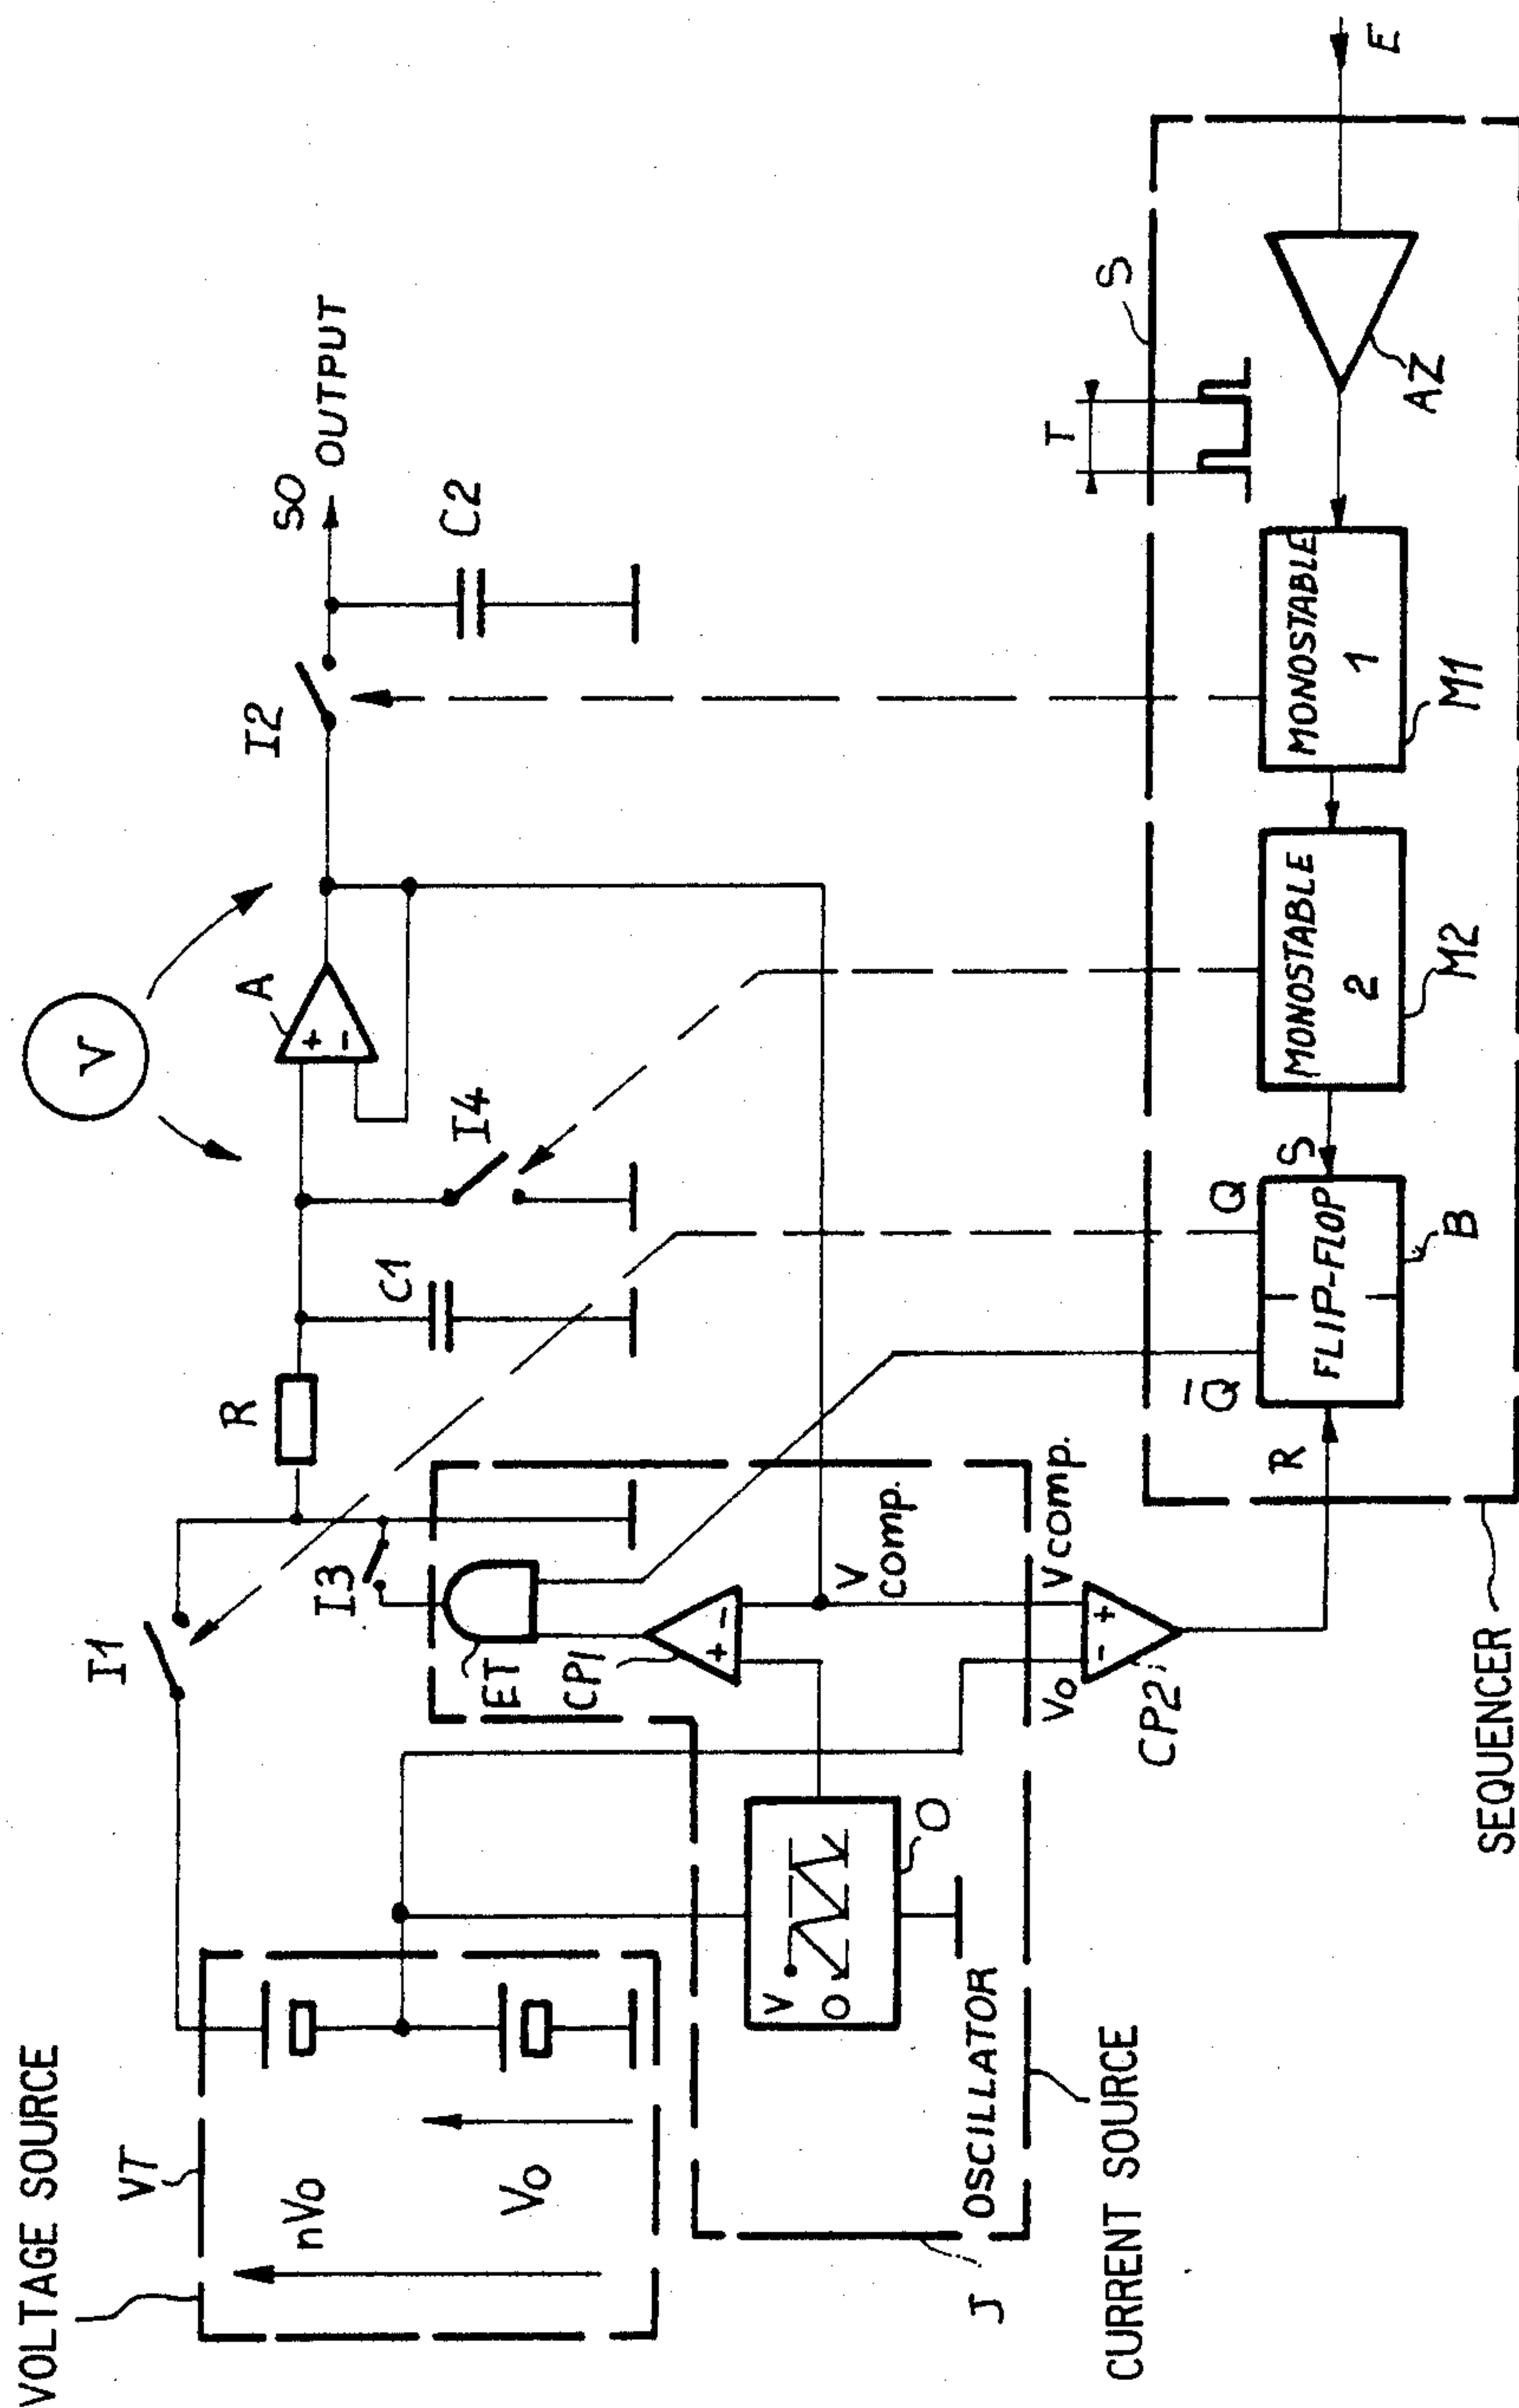 VOLTAGE SOURCE
VT
nVo
Vo
I1
R
C1
I4
A
+
−
V
I2
SO
OUTPUT
C2
I3
ET
CP1
+
−
V comp.
V
O
O
OSCILLATOR
J
CURRENT SOURCE
Vo
V comp.
−
+
CP2
R
Q̄
Q
S
FLIP-FLOP
B
MONOSTABLE
2
M2
MONOSTABLE
1
M1
T
S
AZ
E
SEQUENCER